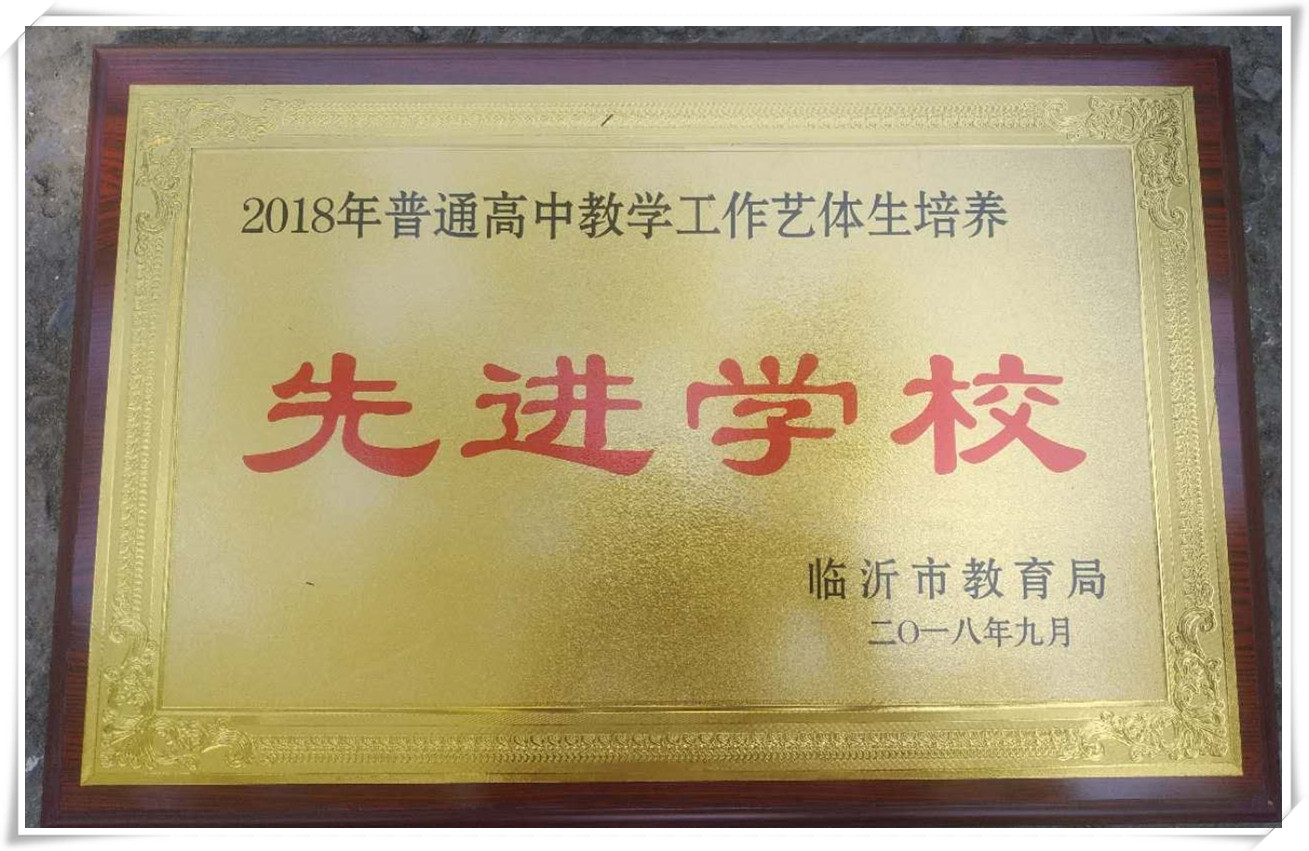 2018年普通高中教学工作艺体生培养
先进学校
临沂市教育局
二〇一八年九月